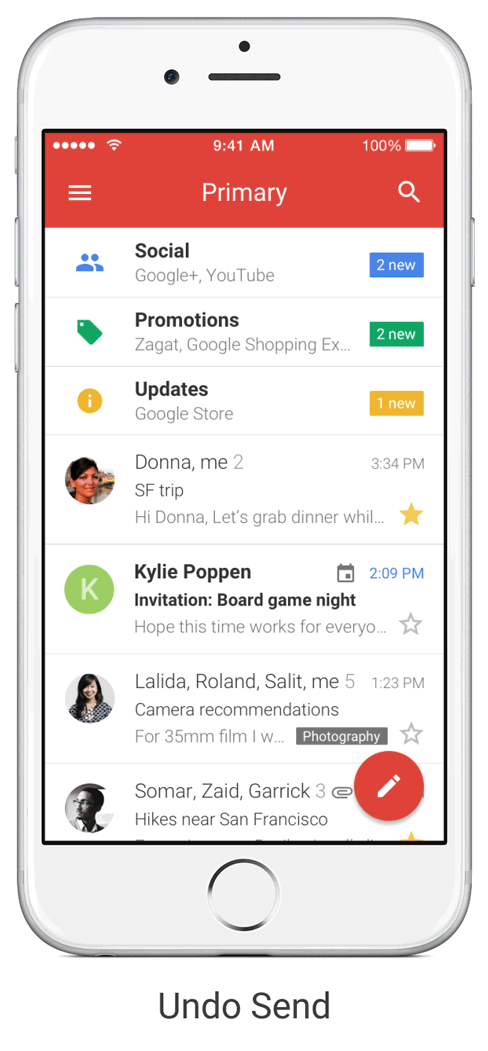 9:41 AM 100%
Primary
Social
Google+, YouTube 2 new
Promotions
Zagat, Google Shopping Ex... 2 new
Updates
Google Store 1 new
Donna, me 2 3:34 PM
SF trip
Hi Donna, Let's grab dinner whil...
K Kylie Poppen 2:09 PM
Invitation: Board game night
Hope this time works for everyo...
Lalida, Roland, Salit, me 5 1:23 PM
Camera recommendations
For 35mm film I w... Photography
Somar, Zaid, Garrick 3
Hikes near San Francisco
Undo Send